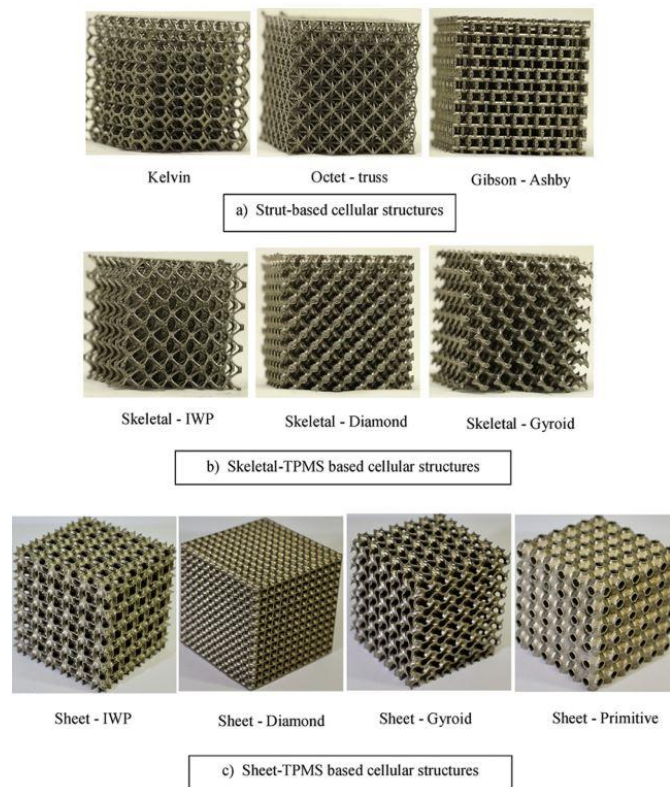 Kelvin
Octet - truss
Gibson - Ashby
a) Strut-based cellular structures
Skeletal - IWP
Skeletal - Diamond
Skeletal - Gyroid
b) Skeletal-TPMS based cellular structures
Sheet - IWP
Sheet - Diamond
Sheet - Gyroid
Sheet - Primitive
c) Sheet-TPMS based cellular structures